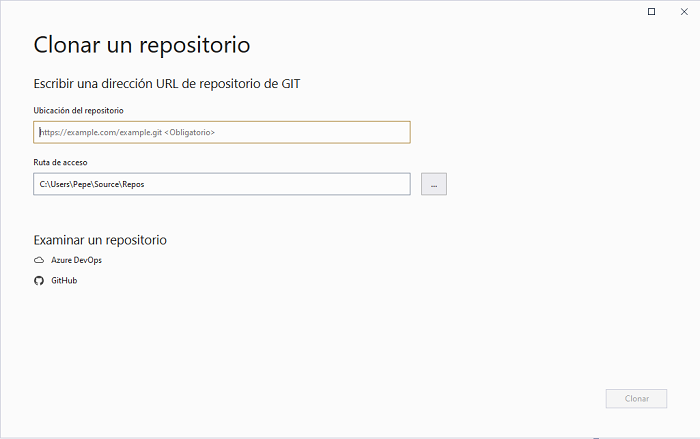 Clonar un repositorio
Escribir una dirección URL de repositorio de GIT
Ubicación del repositorio
https://example.com/example.git <Obligatorio>
Ruta de acceso
C:\Users\Pepe\Source\Repos
...
Examinar un repositorio
Azure DevOps
GitHub
Clonar